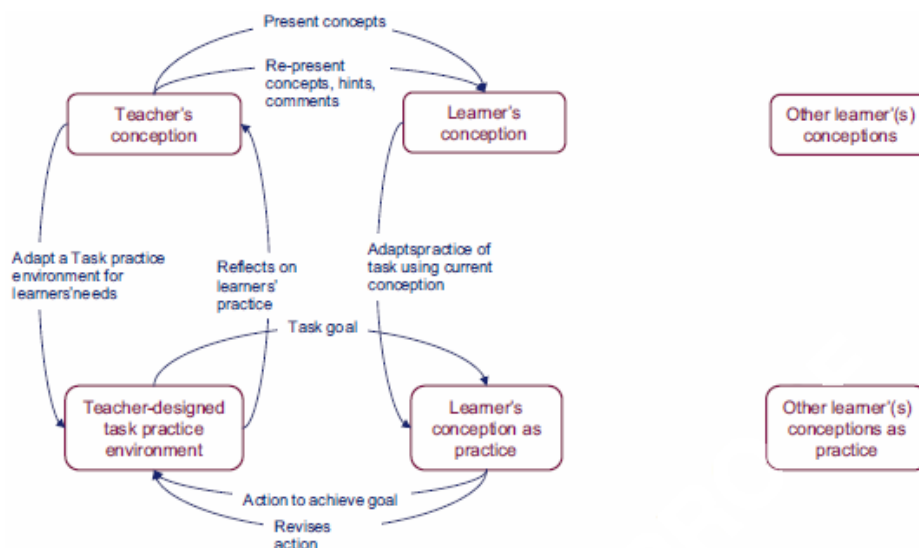 Present concepts
Re-present
concepts, hints,
comments
Teacher's
conception
Learner's
conception
Other learner'(s)
conceptions
Adapt a Task practice
environment for
learners'needs
Reflects on
learners'
practice
Adaptspractice of
task using current
conception
Task goal
Teacher-designed
task practice
environment
Learner's
conception as
practice
Other learner'(s)
conceptions as
practice
Action to achieve goal
Revises
action